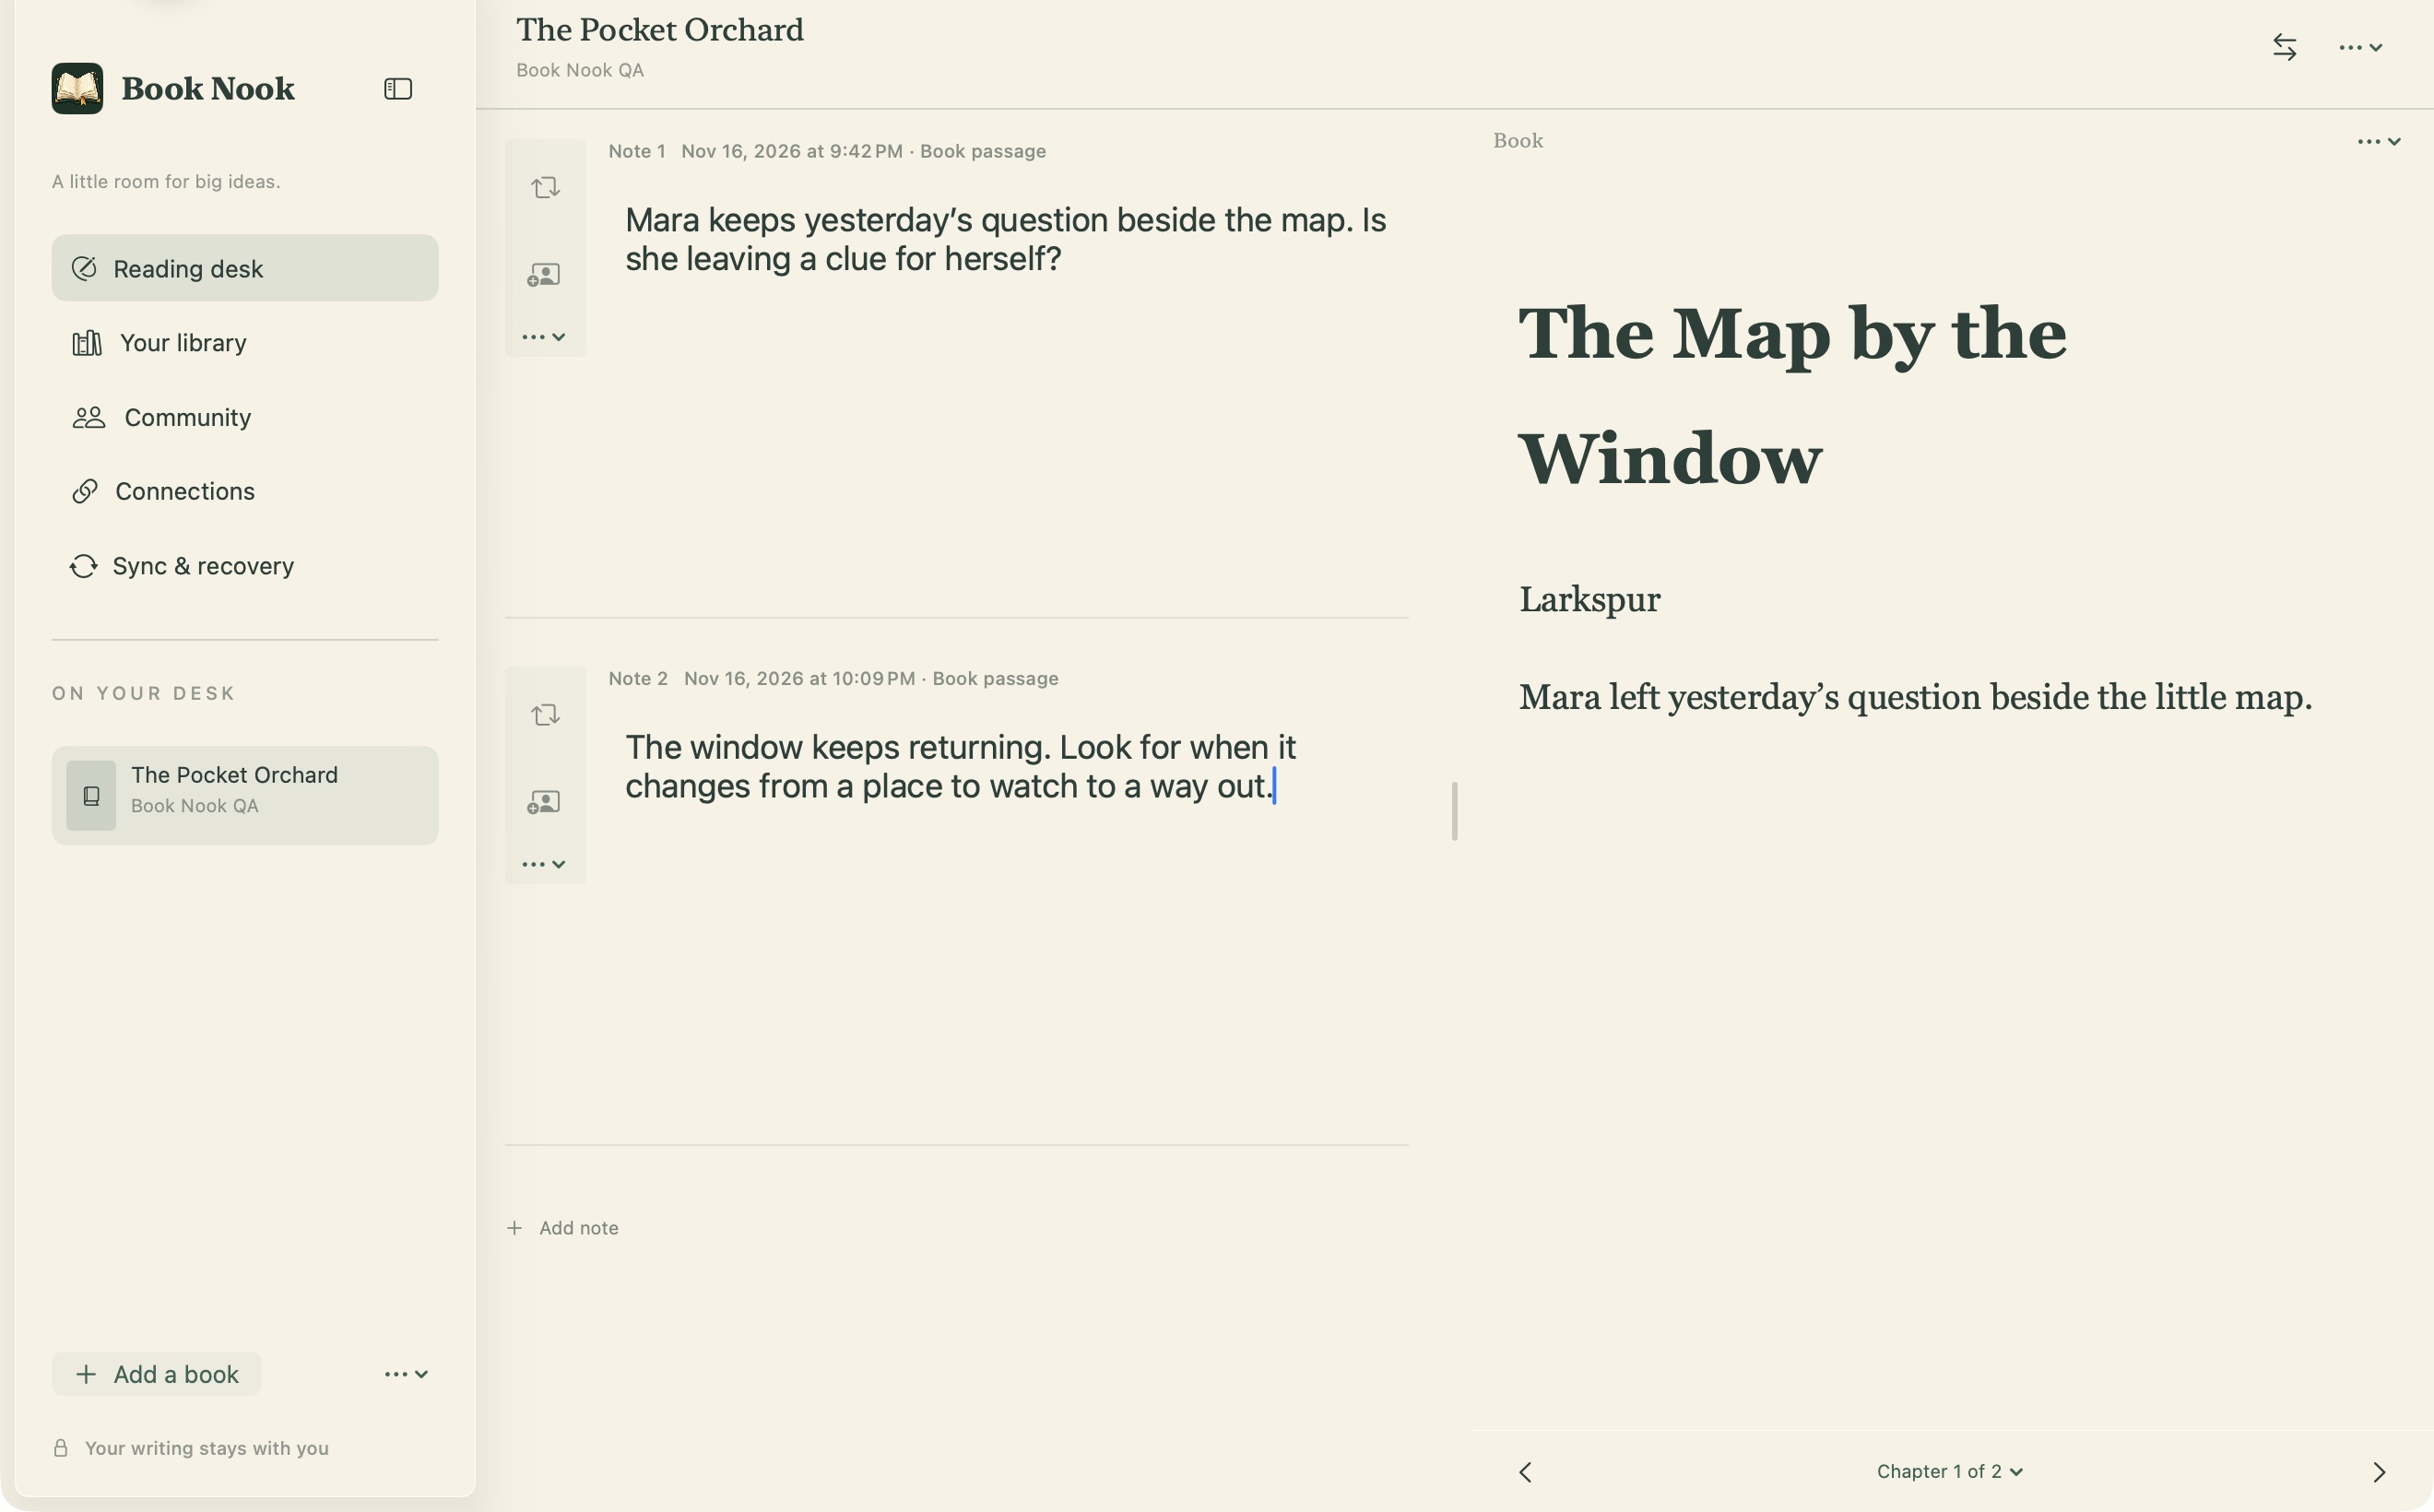 Book Nook
A little room for big ideas.
Reading desk
Your library
Community
Connections
Sync & recovery
ON YOUR DESK
The Pocket Orchard
Book Nook QA
Add a book
Your writing stays with you
The Pocket Orchard
Book Nook QA
Note 1 Nov 16, 2026 at 9:42 PM · Book passage
Mara keeps yesterday’s question beside the map. Is
she leaving a clue for herself?
Note 2 Nov 16, 2026 at 10:09 PM · Book passage
The window keeps returning. Look for when it
changes from a place to watch to a way out.
Add note
Book
The Map by the
Window
Larkspur
Mara left yesterday’s question beside the little map.
Chapter 1 of 2